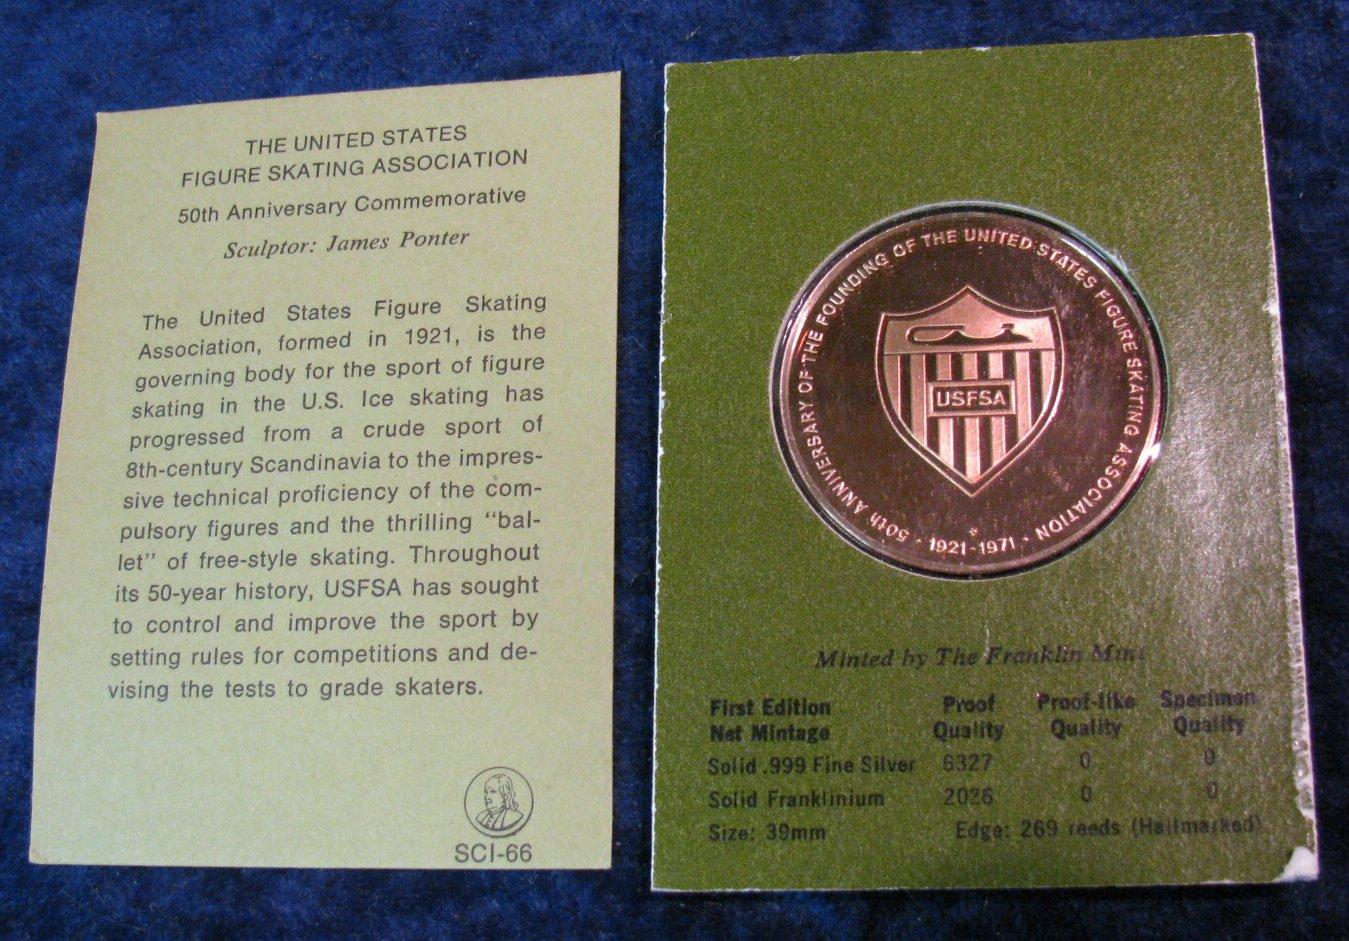 THE UNITED STATES
FIGURE SKATING ASSOCIATION
50th Anniversary Commemorative
Sculptor: James Ponter
The United States Figure Skating
Association, formed in 1921, is the
governing body for the sport of figure
skating in the U.S. Ice skating has
progressed from a crude sport of
8th-century Scandinavia to the impres-
sive technical proficiency of the com-
pulsory figures and the thrilling "bal-
let" of free-style skating. Throughout
its 50-year history, USFSA has sought
to control and improve the sport by
setting rules for competitions and de-
vising the tests to grade skaters.
SCI-66
50th ANNIVERSARY OF THE FOUNDING OF THE UNITED STATES FIGURE SKATING ASSOCIATION
· 1921-1971 ·
USFSA
Minted by The Franklin Mint
First Edition Proof Proof-like Specimen
Net Mintage Quality Quality Quality
Solid .999 Fine Silver 6327 0 0
Solid Franklinium 2026 0 0
Size: 39mm Edge: 269 reeds (Hallmarked)